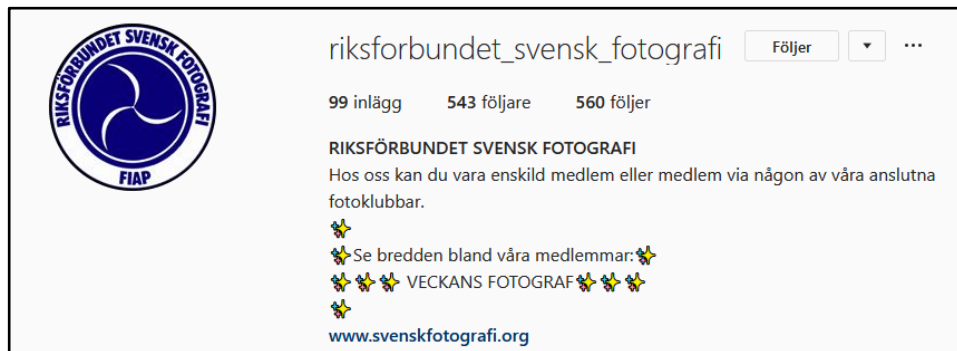 RIKSFÖRBUNDET SVENSK FOTOGRAFI
FIAP
riksforbundet_svensk_fotografi Följer
99 inlägg 543 följare 560 följer
RIKSFÖRBUNDET SVENSK FOTOGRAFI
Hos oss kan du vara enskild medlem eller medlem via någon av våra anslutna
fotoklubbar.
✨
✨Se bredden bland våra medlemmar:✨
✨✨✨ VECKANS FOTOGRAF✨✨✨
✨
www.svenskfotografi.org